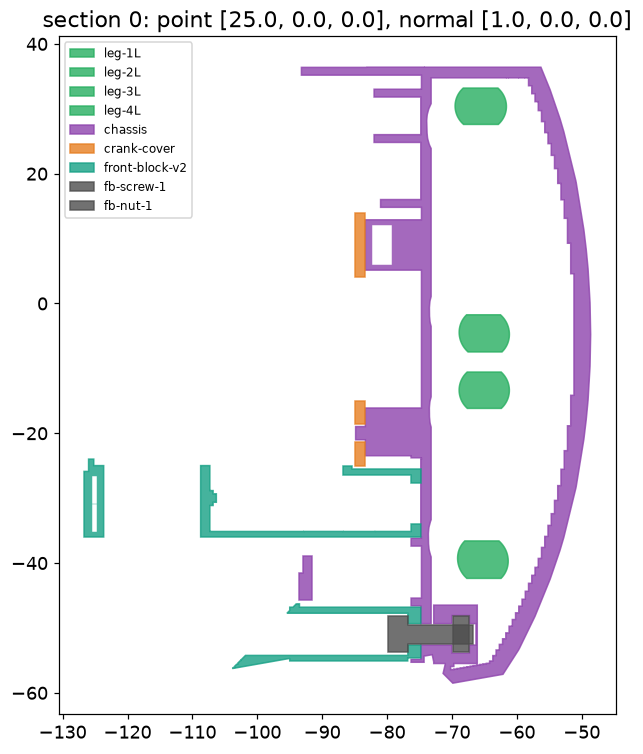 section 0: point [25.0, 0.0, 0.0], normal [1.0, 0.0, 0.0]
leg-1L
leg-2L
leg-3L
leg-4L
chassis
crank-cover
front-block-v2
fb-screw-1
fb-nut-1
40
20
0
−20
−40
−60
−130 −120 −110 −100 −90 −80 −70 −60 −50